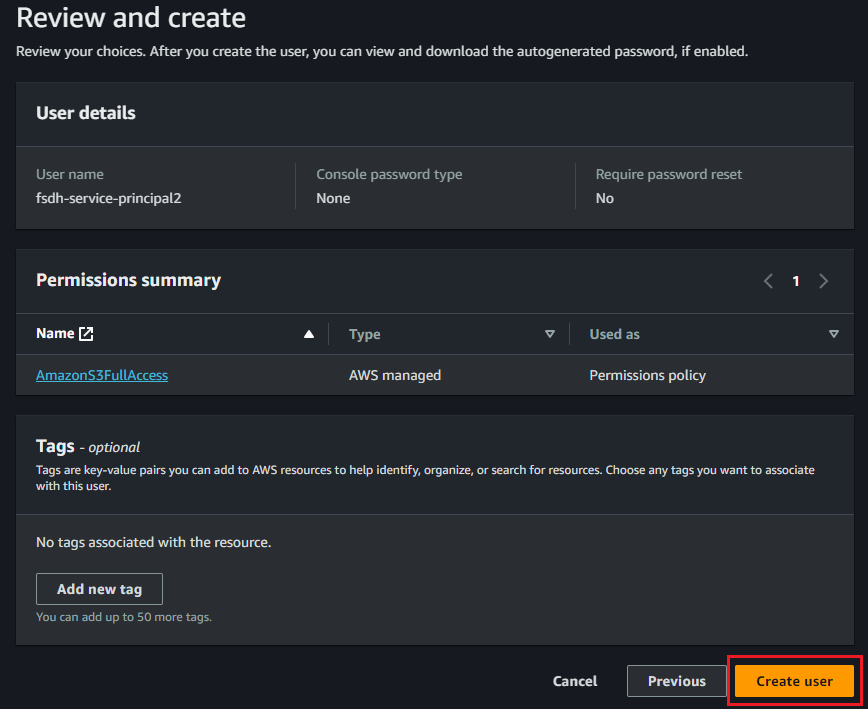 Review and create
Review your choices. After you create the user, you can view and download the autogenerated password, if enabled.
User details
User name
fsdh-service-principal2
Console password type
None
Require password reset
No
Permissions summary
1
Name
Type
Used as
AmazonS3FullAccess
AWS managed
Permissions policy
Tags - optional
Tags are key-value pairs you can add to AWS resources to help identify, organize, or search for resources. Choose any tags you want to associate
with this user.
No tags associated with the resource.
Add new tag
You can add up to 50 more tags.
Cancel
Previous
Create user